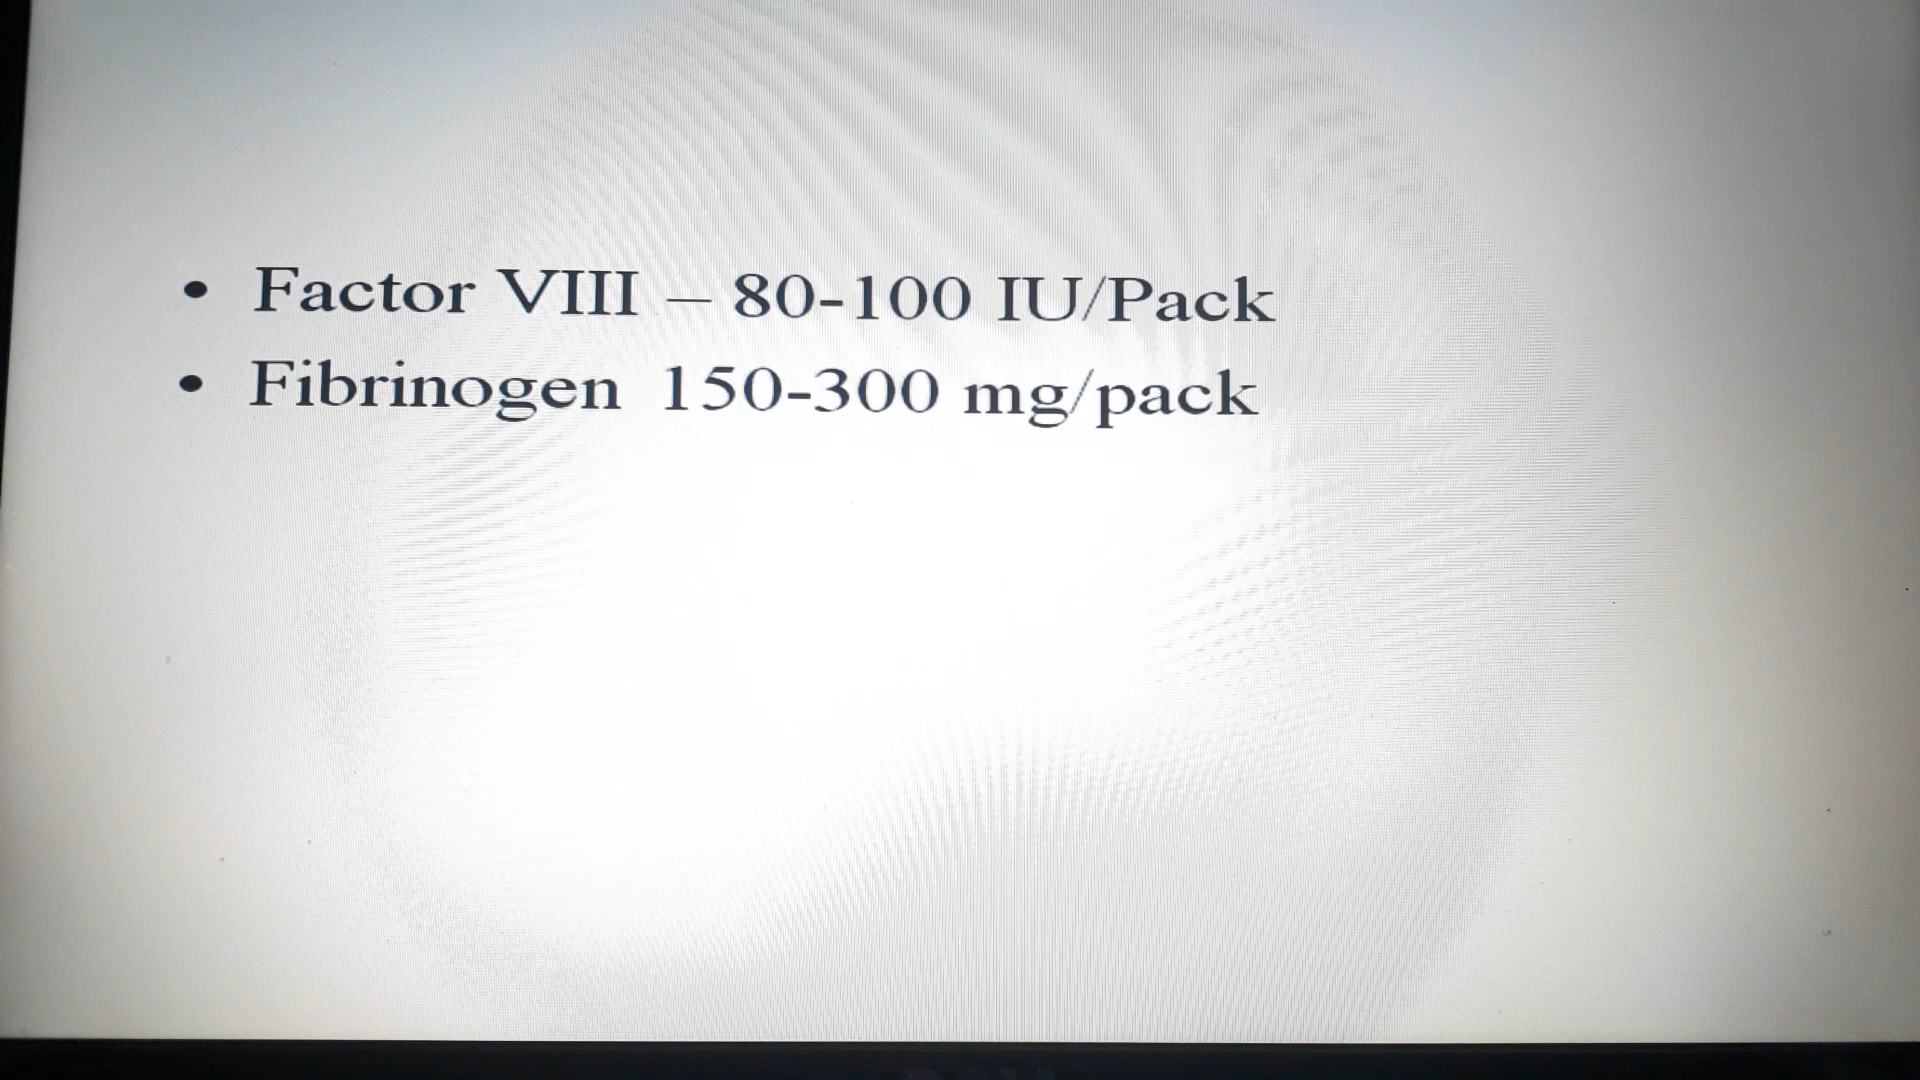 • Factor VIII – 80-100 IU/Pack
• Fibrinogen 150-300 mg/pack